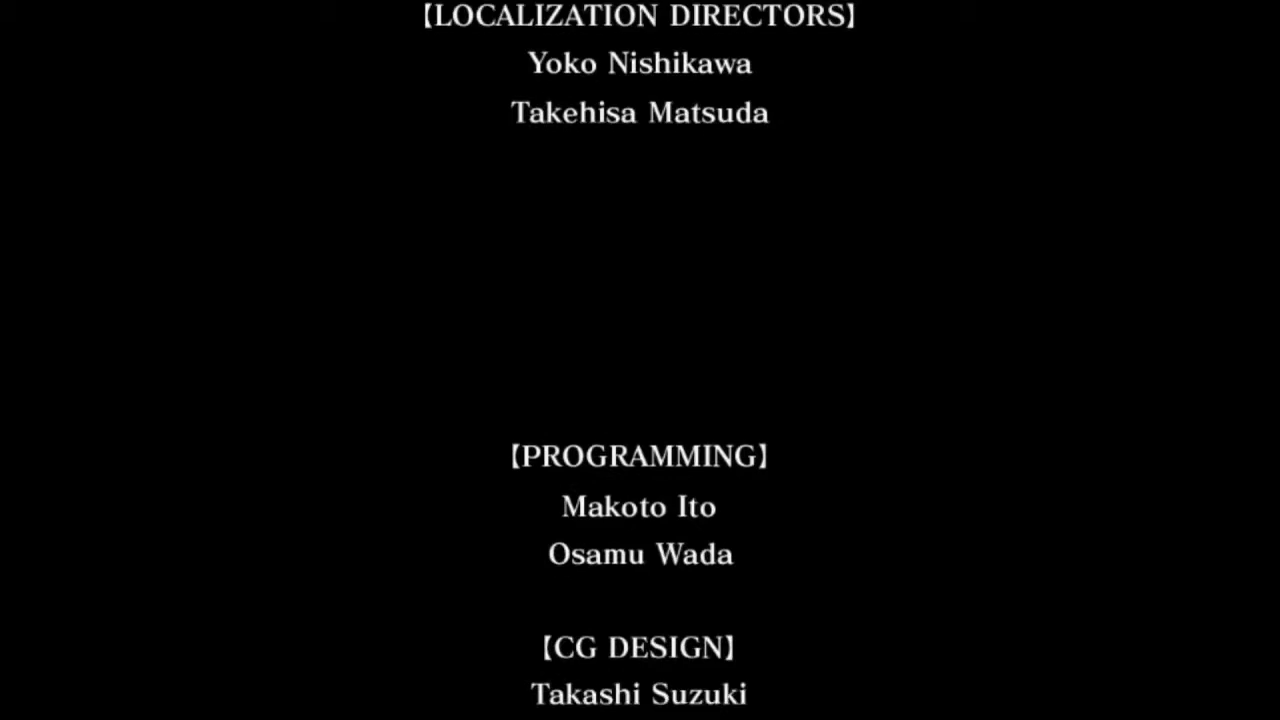 【LOCALIZATION DIRECTORS】
Yoko Nishikawa
Takehisa Matsuda
【PROGRAMMING】
Makoto Ito
Osamu Wada
【CG DESIGN】
Takashi Suzuki